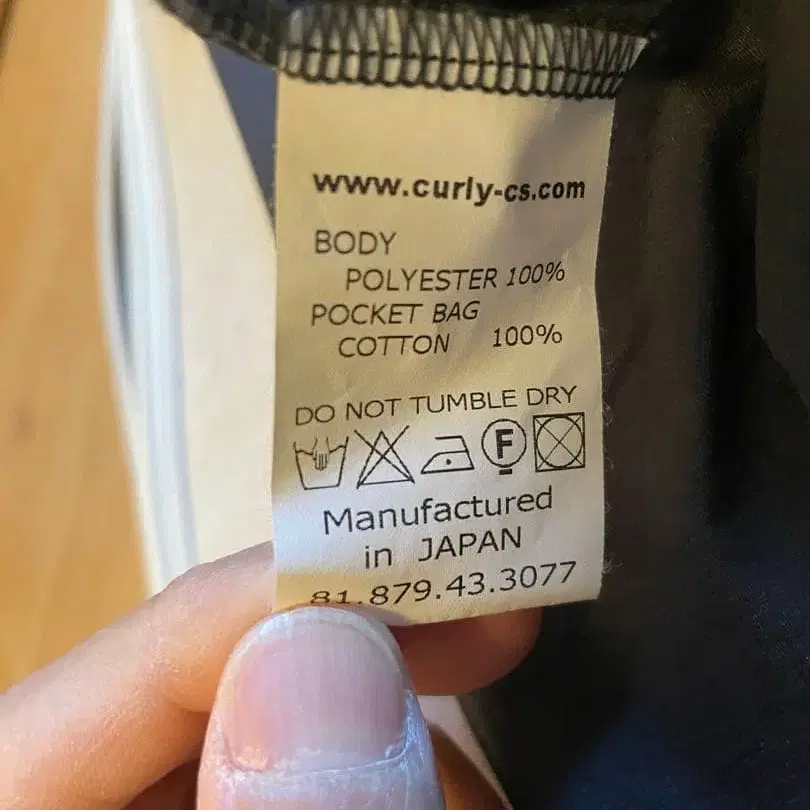 www.curly-cs.com
BODY
POLYESTER 100%
POCKET BAG
COTTON 100%
DO NOT TUMBLE DRY
F
Manufactured
in JAPAN
81.879.43.3077